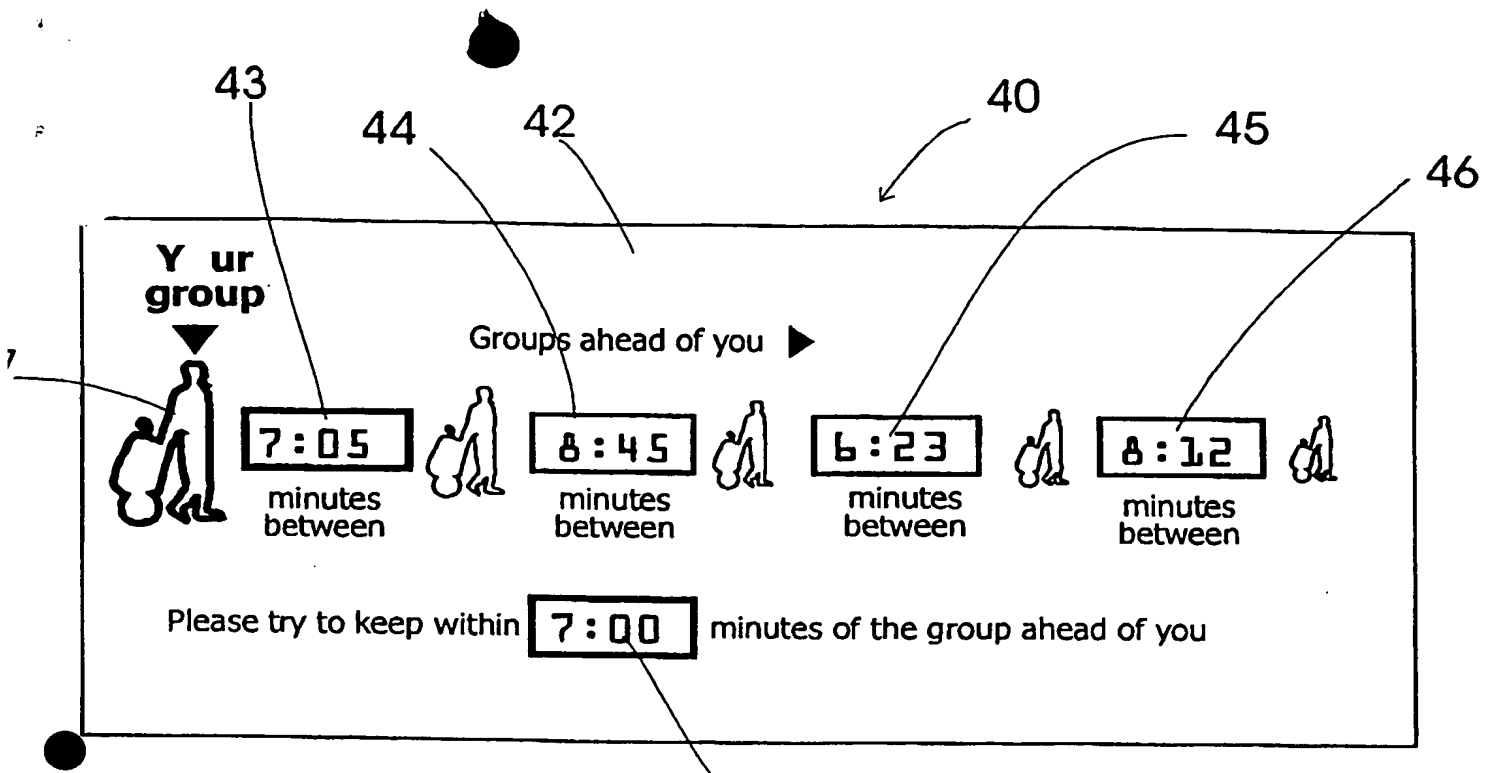 43
44
42
40
45
46
Y ur
group
Groups ahead of you
7
7:05
8:45
6:23
8:12
minutes
between
minutes
between
minutes
between
minutes
between
Please try to keep within 7:00 minutes of the group ahead of you